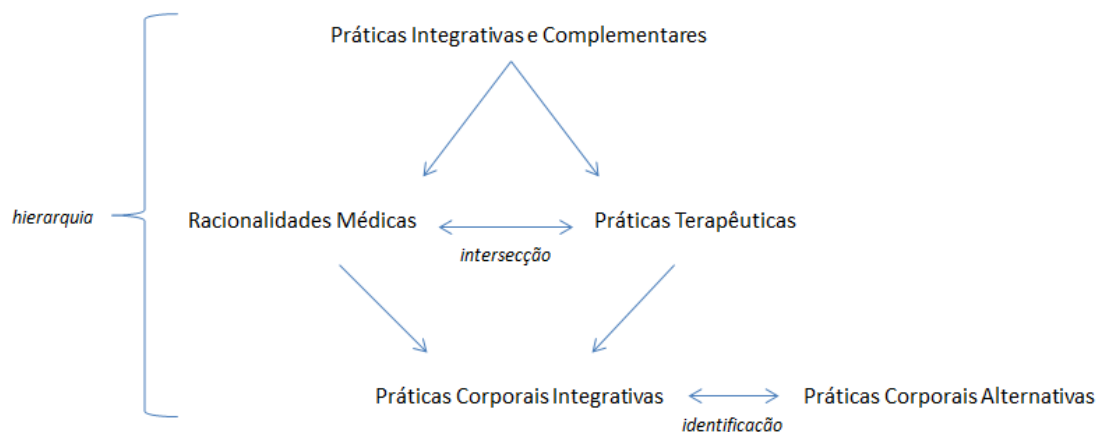 Práticas Integrativas e Complementares
hierarquia
Racionalidades Médicas
Práticas Terapêuticas
intersecção
Práticas Corporais Integrativas
Práticas Corporais Alternativas
identificação